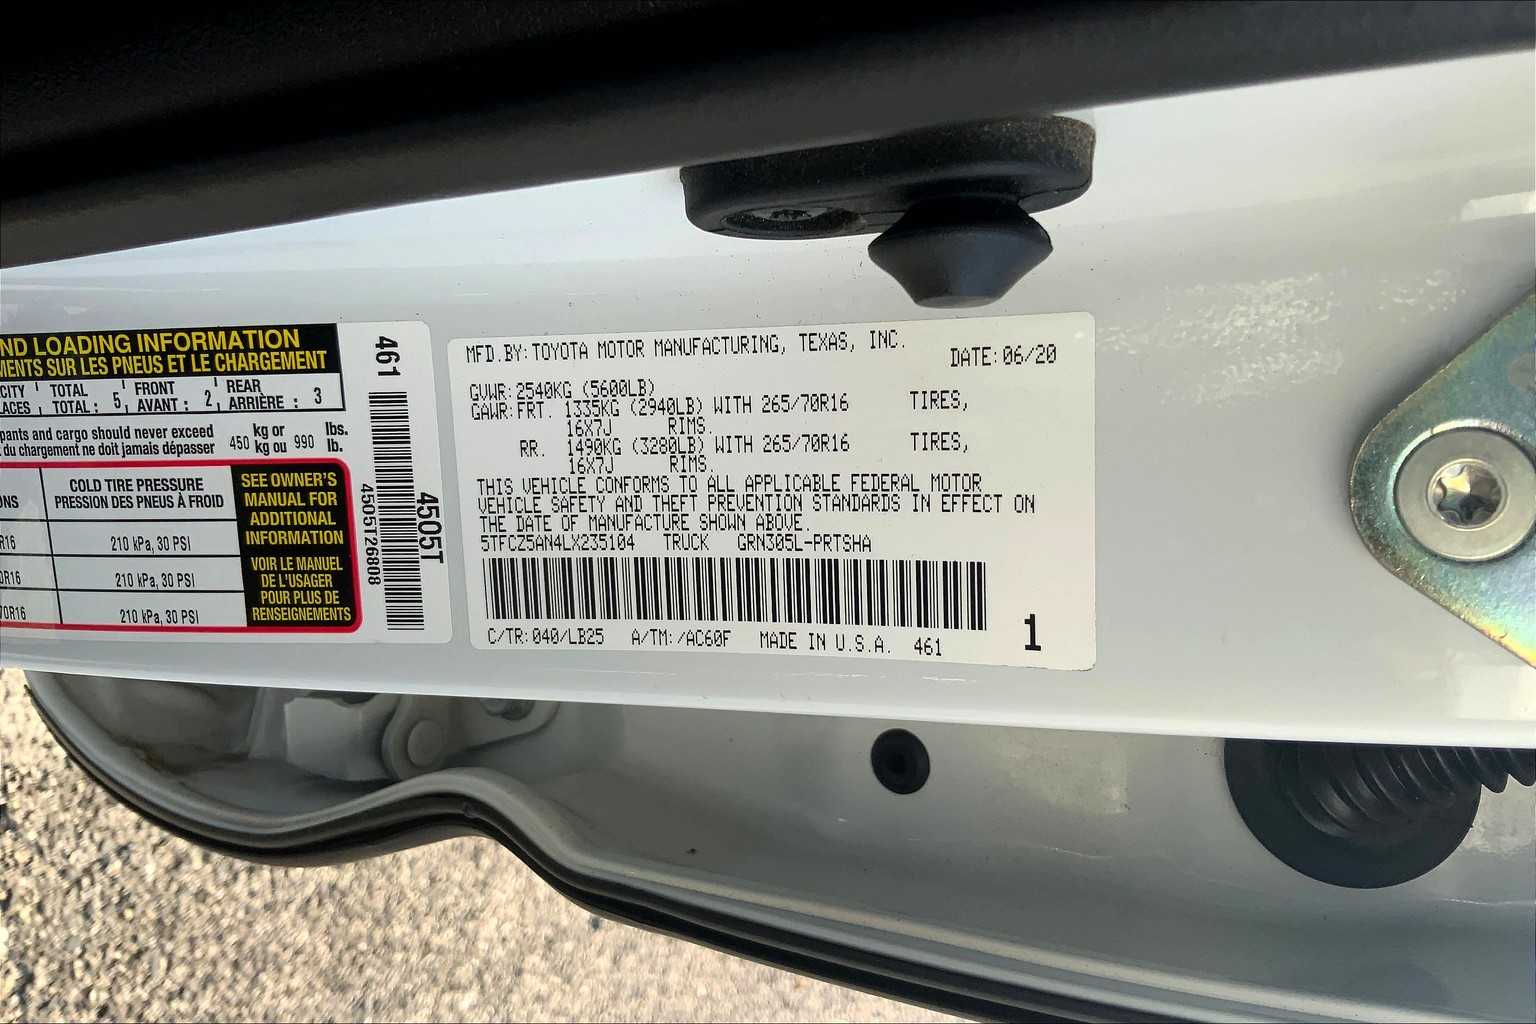 ND LOADING INFORMATION
MENTS SUR LES PNEUS ET LE CHARGEMENT
CITY TOTAL FRONT REAR
LACES TOTAL : 5 AVANT : 2 ARRIÈRE : 3
pants and cargo should never exceed 450 kg or 990 lbs.
t du chargement ne doit jamais dépasser kg ou lb.
ONS COLD TIRE PRESSURE
PRESSION DES PNEUS À FROID
R16 210 kPa, 30 PSI
0R16 210 kPa, 30 PSI
70R16 210 kPa, 30 PSI
SEE OWNER'S
MANUAL FOR
ADDITIONAL
INFORMATION
VOIR LE MANUEL
DE L'USAGER
POUR PLUS DE
RENSEIGNEMENTS
461
4505T
4505T26808
MFD.BY:TOYOTA MOTOR MANUFACTURING, TEXAS, INC.
DATE:06/20
GVWR:2540KG (5600LB)
GAWR:FRT. 1335KG (2940LB) WITH 265/70R16 TIRES,
16X7J RIMS.
RR. 1490KG (3280LB) WITH 265/70R16 TIRES,
16X7J RIMS.
THIS VEHICLE CONFORMS TO ALL APPLICABLE FEDERAL MOTOR
VEHICLE SAFETY AND THEFT PREVENTION STANDARDS IN EFFECT ON
THE DATE OF MANUFACTURE SHOWN ABOVE.
5TFCZ5AN4LX235104 TRUCK GRN305L-PRTSHA
C/TR:040/LB25 A/TM:/AC60F MADE IN U.S.A. 461
1